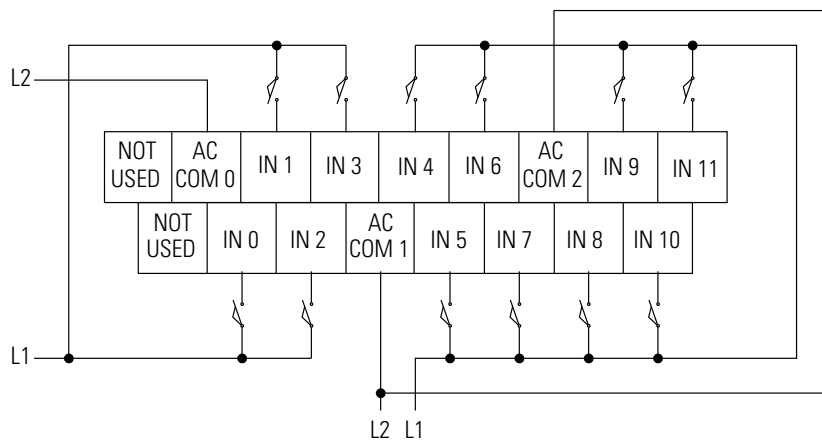 L2
NOT USED
AC COM 0
IN 1
IN 3
IN 4
IN 6
AC COM 2
IN 9
IN 11
NOT USED
IN 0
IN 2
AC COM 1
IN 5
IN 7
IN 8
IN 10
L1
L2 L1